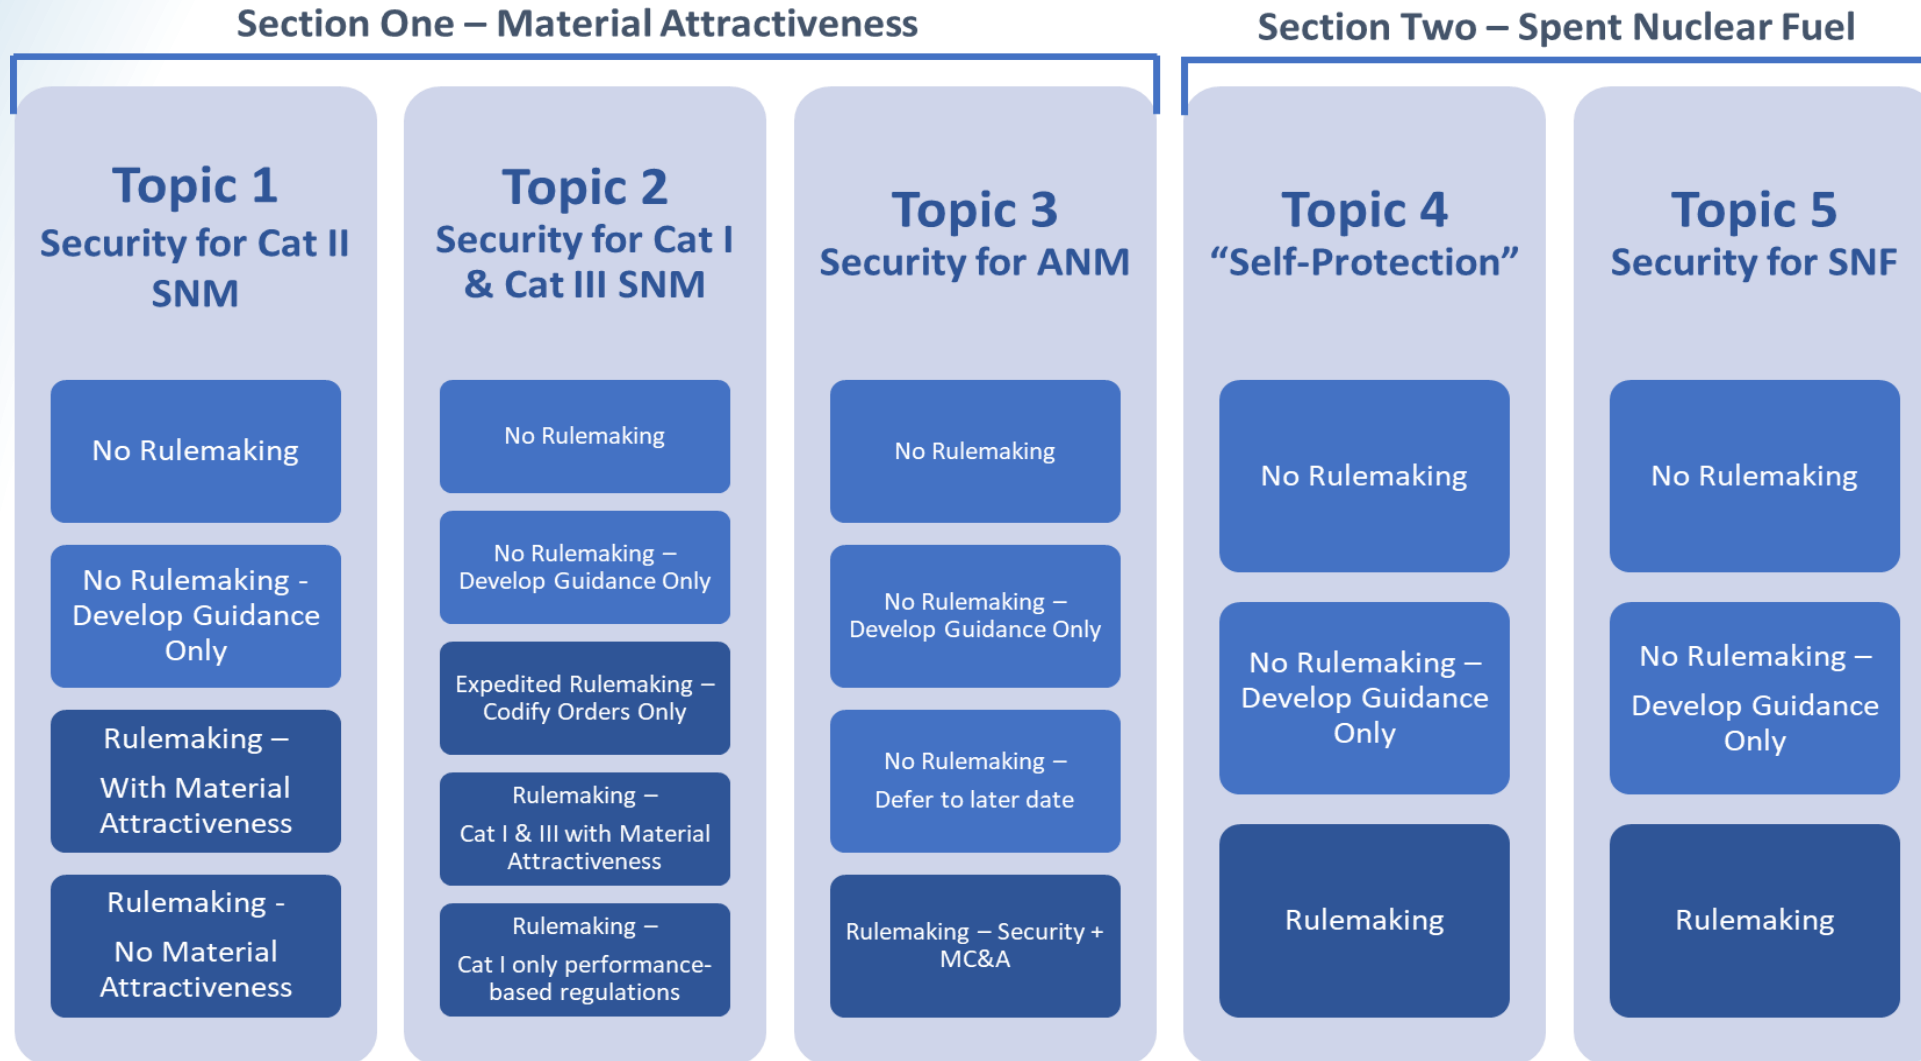 Section One – Material Attractiveness
Section Two – Spent Nuclear Fuel
Topic 1
Security for Cat II
SNM
No Rulemaking
No Rulemaking -
Develop Guidance
Only
Rulemaking –
With Material
Attractiveness
Rulemaking -
No Material
Attractiveness
Topic 2
Security for Cat I
& Cat III SNM
No Rulemaking
No Rulemaking –
Develop Guidance Only
Expedited Rulemaking –
Codify Orders Only
Rulemaking –
Cat I & III with Material
Attractiveness
Rulemaking –
Cat I only performance-
based regulations
Topic 3
Security for ANM
No Rulemaking
No Rulemaking –
Develop Guidance Only
No Rulemaking –
Defer to later date
Rulemaking – Security +
MC&A
Topic 4
“Self-Protection”
No Rulemaking
No Rulemaking –
Develop Guidance
Only
Rulemaking
Topic 5
Security for SNF
No Rulemaking
No Rulemaking –
Develop Guidance
Only
Rulemaking